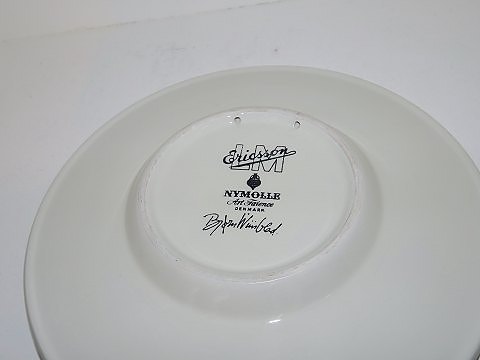 LM Ericsson
NYMOLLE
Art Faience
DENMARK
Bjørn Wiinblad